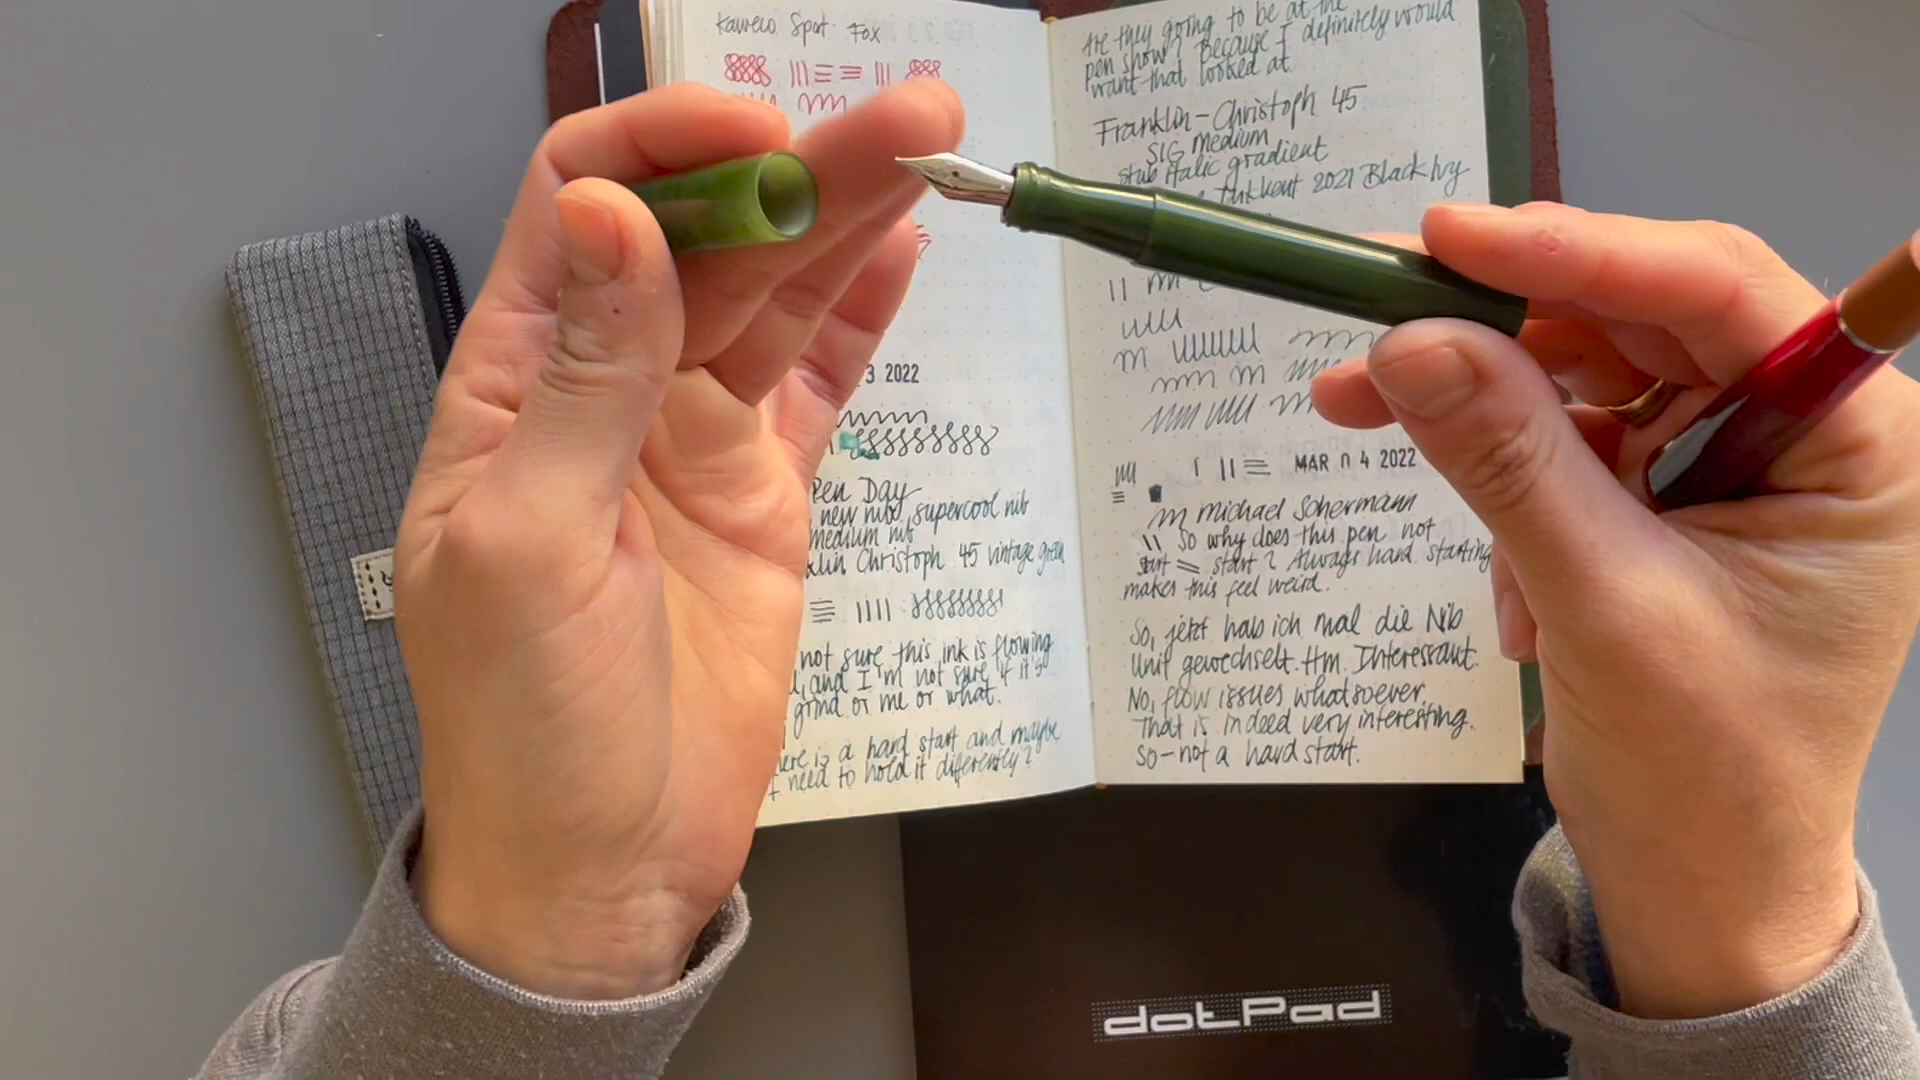 Kaweco Spot Fox
3 2022
Pen Day
new nib, supercool nib
medium nib
Christoph 45 vintage green
not sure this ink is flowing
and I'm not sure if it's
grind or me or what.
here is a hard start and maybe
I need to hold it differently?
Are they going to be at the
pen show? Because I definitely would
want that looked at
Franklin-Christoph 45
SIG medium
stub italic gradient
Inkvent 2021 Black Ivy
MAR 04 2022
m Michael Sohermann
So why does this pen not
start = start? Always hard starting
makes this feel weird.
So, jetzt hab ich mal die Nib
Unit gewechselt. Hm. Interessant.
No, flow issues whatsoever.
That is indeed very interesting.
So – not a hard start.
dotPad